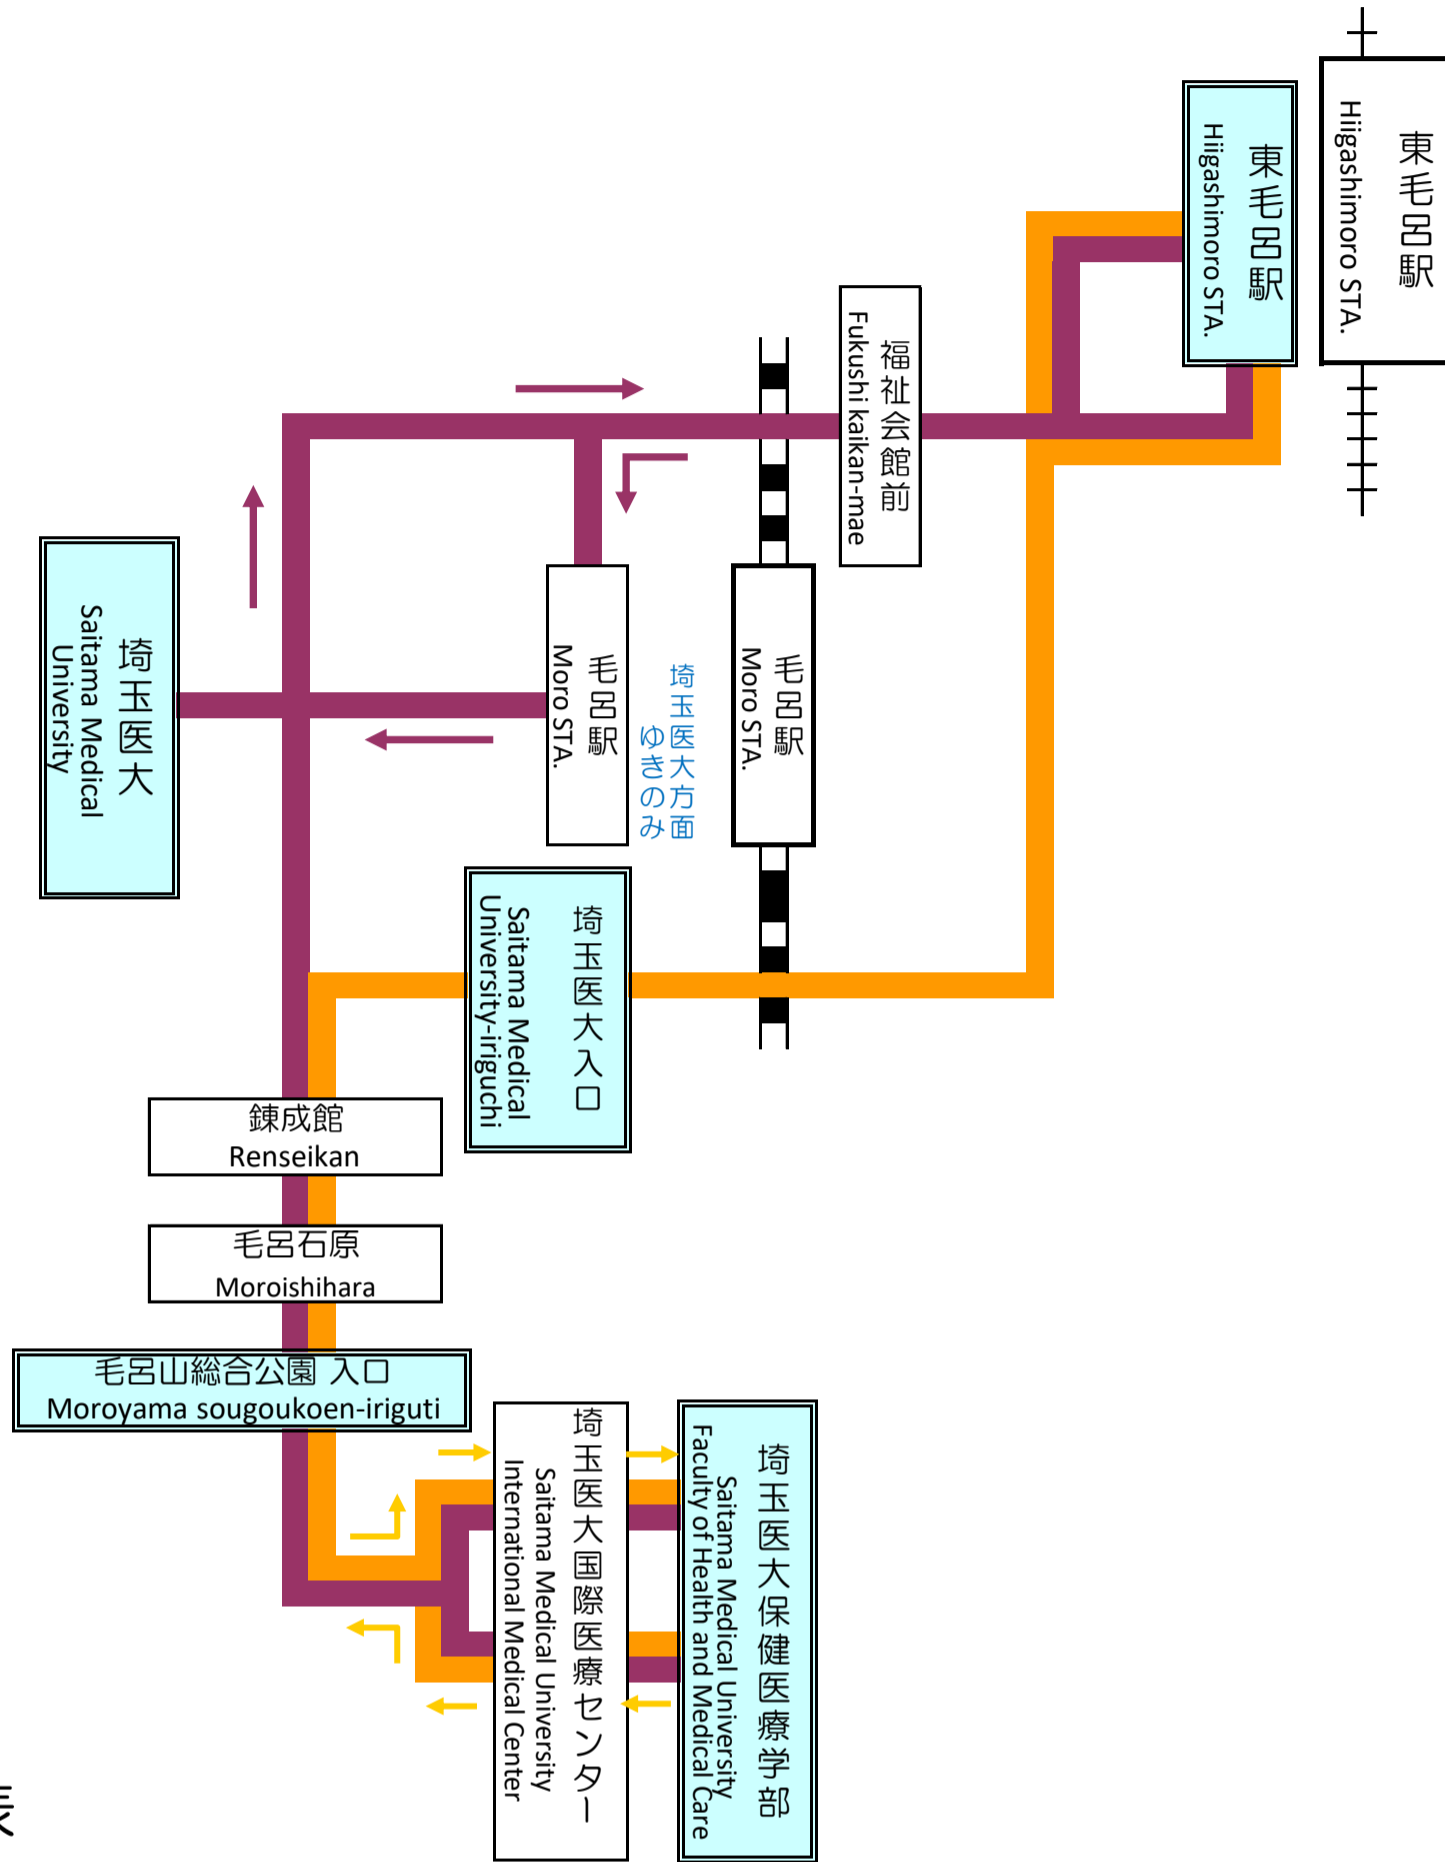 東毛呂駅
Hiigashimoro STA.
東毛呂駅
Hiigashimoro STA.
福祉会館前
Fukushi kaikan-mae
毛呂駅
Moro STA.
埼玉医大方面
ゆきのみ
毛呂駅
Moro STA.
埼玉医大
Saitama Medical
University
埼玉医大入口
Saitama Medical
University-iriguchi
錬成館
Renseikan
毛呂石原
Moroishihara
毛呂山総合公園 入口
Moroyama sougoukoen-iriguti
埼玉医大国際医療センター
Saitama Medical University
International Medical Center
埼玉医大保健医療学部
Saitama Medical University
Faculty of Health and Medical Care